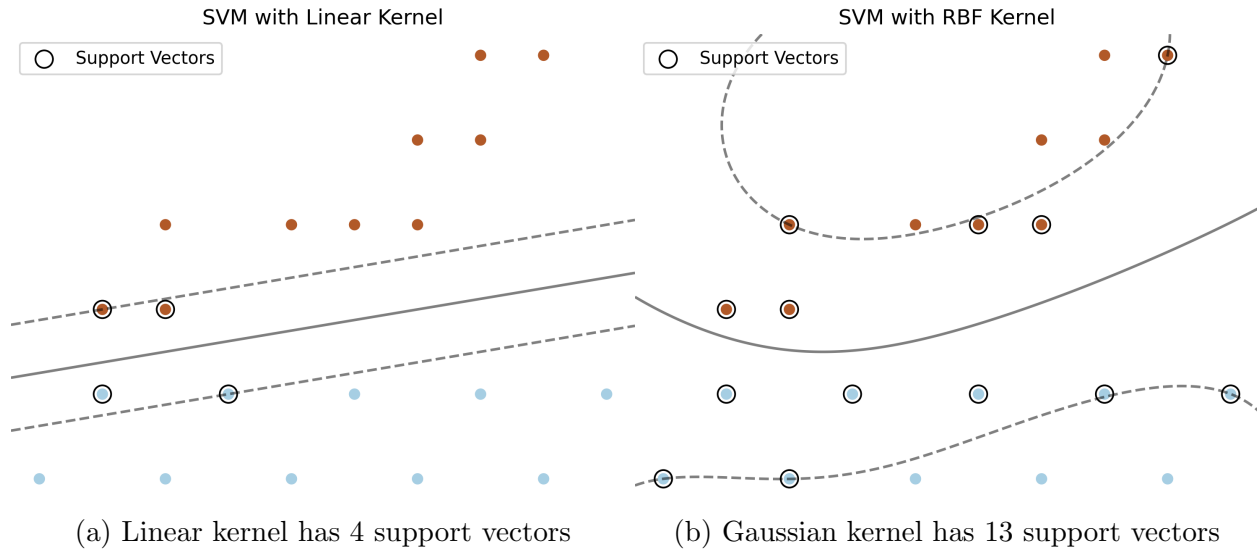 SVM with Linear Kernel
Support Vectors
SVM with RBF Kernel
Support Vectors
(a) Linear kernel has 4 support vectors
(b) Gaussian kernel has 13 support vectors